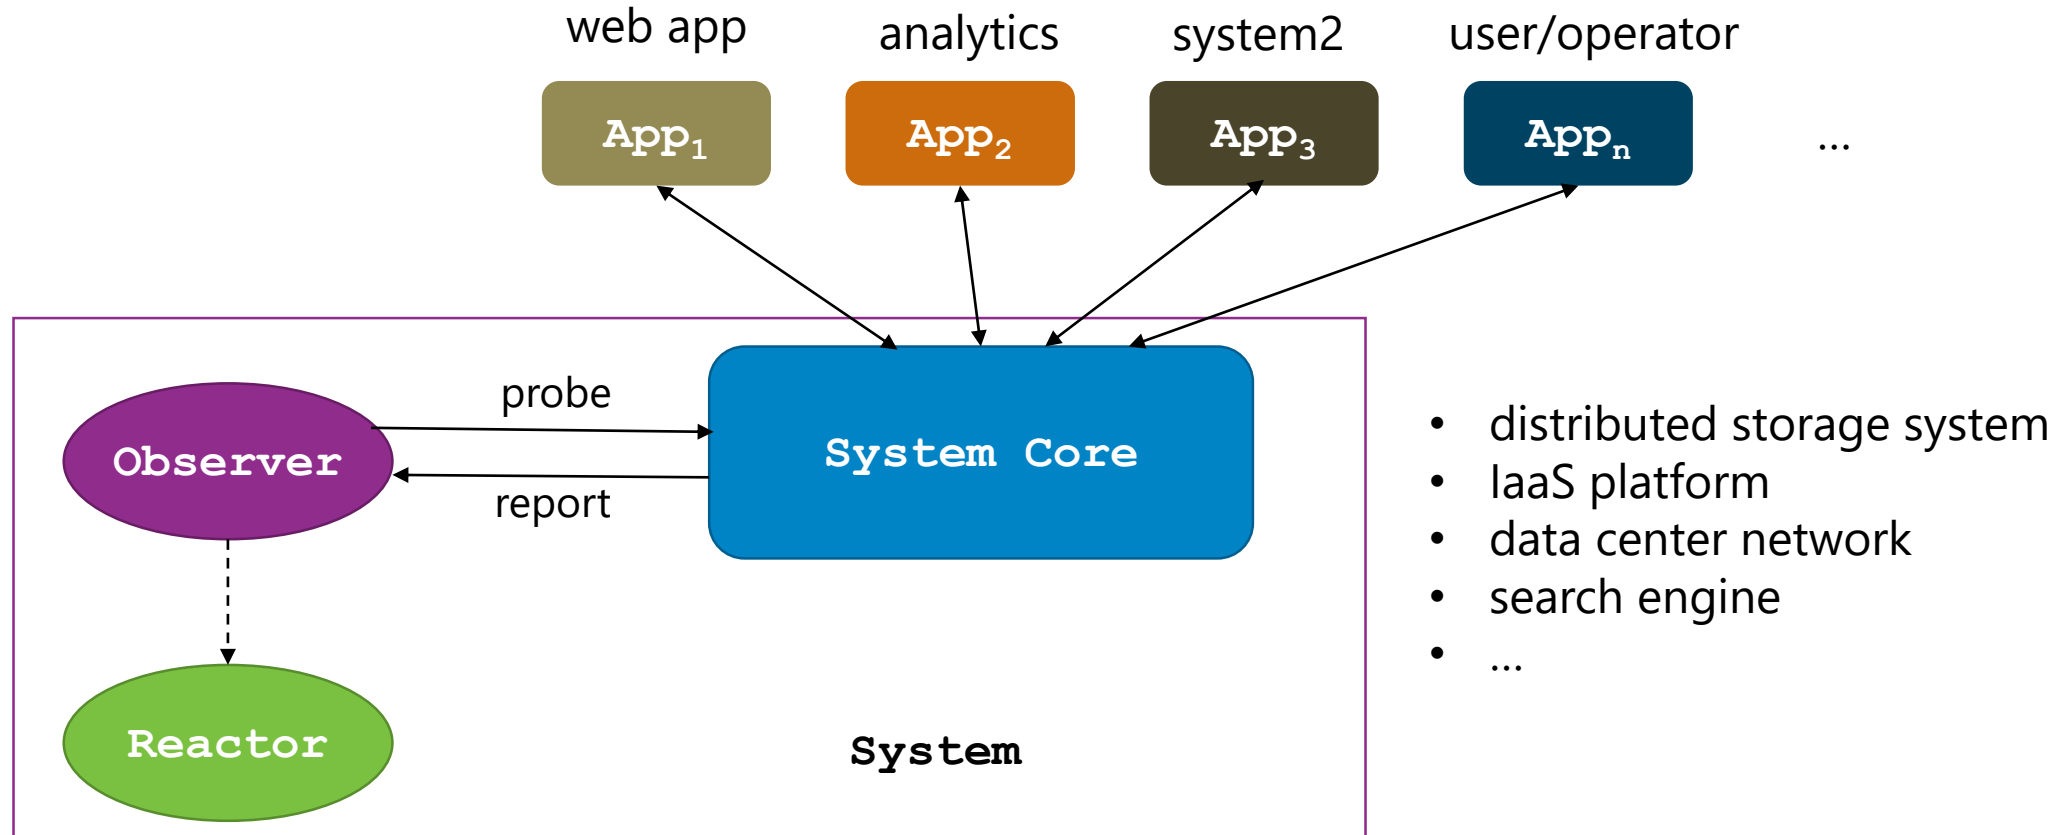 web app
analytics
system2
user/operator
App1
App2
App3
Appn
...
probe
Observer
report
System Core
Reactor
System
• distributed storage system
• IaaS platform
• data center network
• search engine
• ...